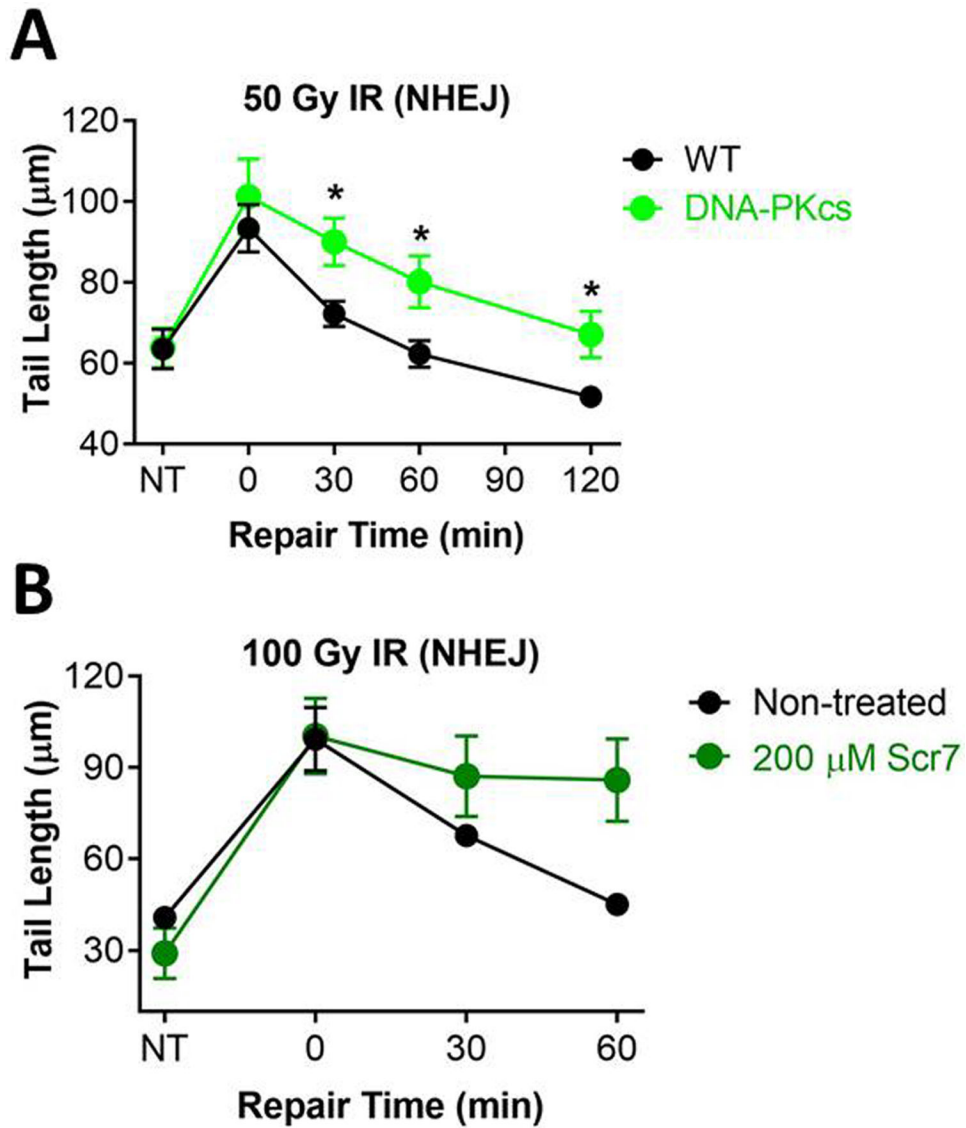 A
50 Gy IR (NHEJ)
120
100
80
60
40
Tail Length (μm)
WT
DNA-PKcs
*
*
*
NT 0 30 60 90 120
Repair Time (min)
B
100 Gy IR (NHEJ)
120
90
60
30
Tail Length (μm)
Non-treated
200 μM Scr7
NT 0 30 60
Repair Time (min)